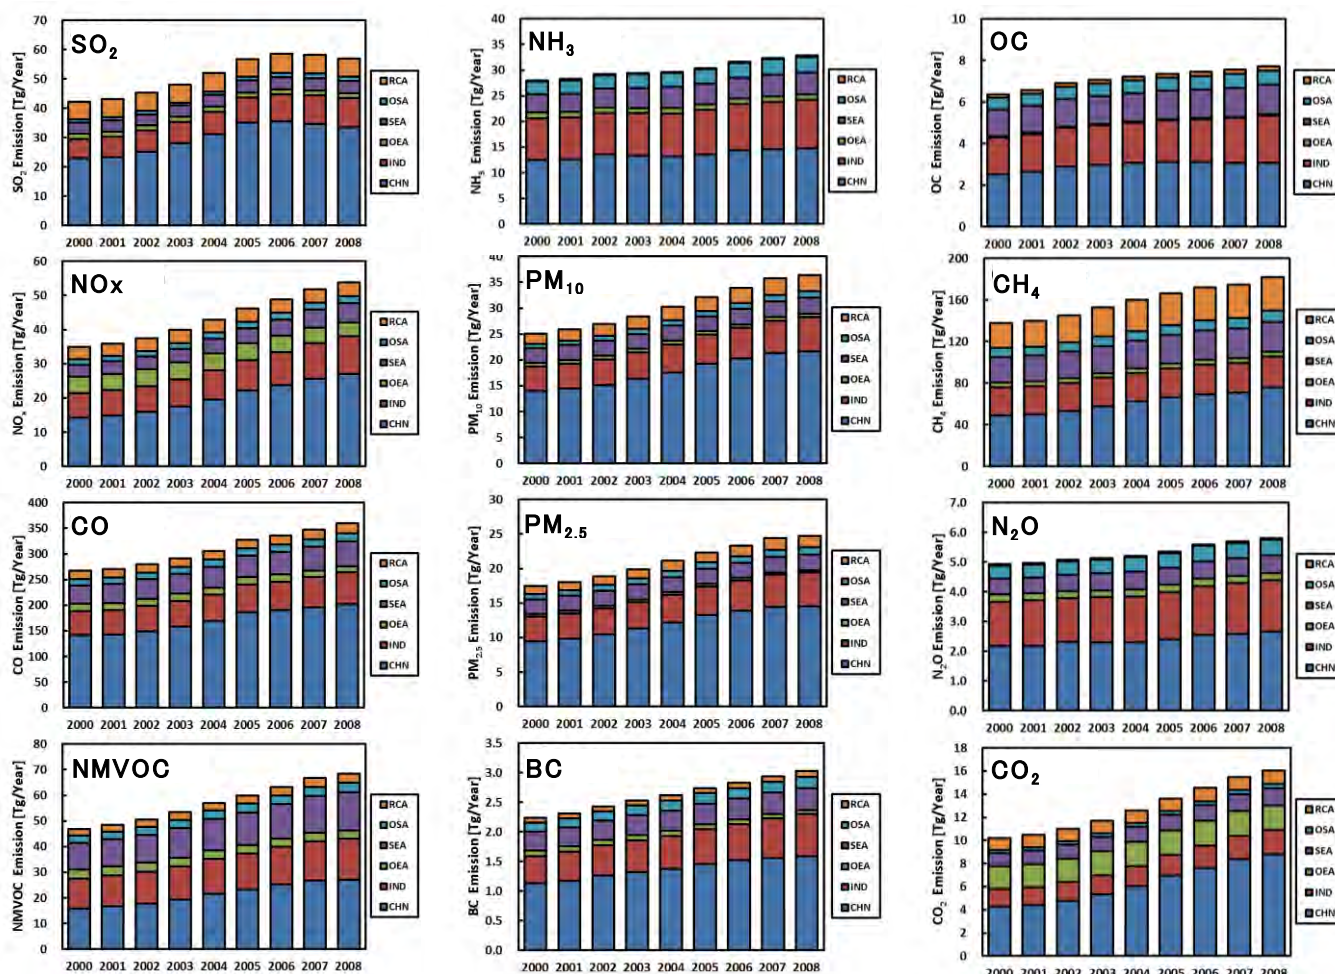 SO2
SO2 Emission [Tg/Year]
70
60
50
40
30
20
10
0
2000 2001 2002 2003 2004 2005 2006 2007 2008
RCA
OSA
SEA
OEA
IND
CHN
NH3
NH3 Emission [Tg/Year]
40
35
30
25
20
15
10
5
0
2000 2001 2002 2003 2004 2005 2006 2007 2008
RCA
OSA
SEA
OEA
IND
CHN
OC
OC Emission [Tg/Year]
10
8
6
4
2
0
2000 2001 2002 2003 2004 2005 2006 2007 2008
RCA
OSA
SEA
OEA
IND
CHN
NOx
NOx Emission [Tg/Year]
60
50
40
30
20
10
0
2000 2001 2002 2003 2004 2005 2006 2007 2008
RCA
OSA
SEA
OEA
IND
CHN
PM10
PM10 Emission [Tg/Year]
40
35
30
25
20
15
10
5
0
2000 2001 2002 2003 2004 2005 2006 2007 2008
RCA
OSA
SEA
OEA
IND
CHN
CH4
CH4 Emission [Tg/Year]
200
160
120
80
40
0
2000 2001 2002 2003 2004 2005 2006 2007 2008
RCA
OSA
SEA
OEA
IND
CHN
CO
CO Emission [Tg/Year]
400
350
300
250
200
150
100
50
0
2000 2001 2002 2003 2004 2005 2006 2007 2008
RCA
OSA
SEA
OEA
IND
CHN
PM2.5
PM2.5 Emission [Tg/Year]
30
25
20
15
10
5
0
2000 2001 2002 2003 2004 2005 2006 2007 2008
RCA
OSA
SEA
OEA
IND
CHN
N2O
N2O Emission [Tg/Year]
7.0
6.0
5.0
4.0
3.0
2.0
1.0
0.0
2000 2001 2002 2003 2004 2005 2006 2007 2008
RCA
OSA
SEA
OEA
IND
CHN
NMVOC
NMVOC Emission [Tg/Year]
80
70
60
50
40
30
20
10
0
2000 2001 2002 2003 2004 2005 2006 2007 2008
RCA
OSA
SEA
OEA
IND
CHN
BC
BC Emission [Tg/Year]
3.5
3.0
2.5
2.0
1.5
1.0
0.5
0.0
2000 2001 2002 2003 2004 2005 2006 2007 2008
RCA
OSA
SEA
OEA
IND
CHN
CO2
CO2 Emission [Tg/Year]
18
16
14
12
10
8
6
4
2
0
2000 2001 2002 2003 2004 2005 2006 2007 2008
RCA
OSA
SEA
OEA
IND
CHN